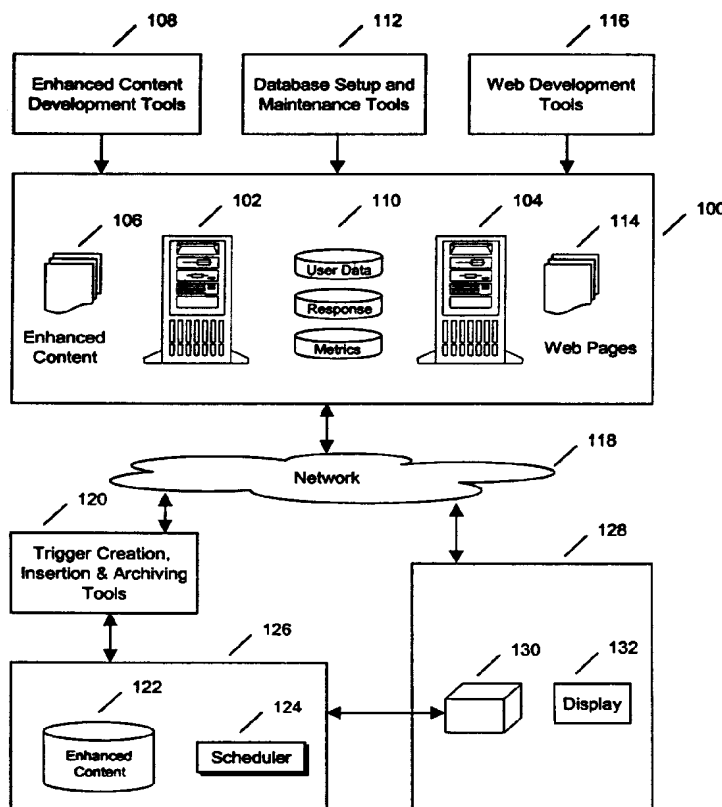 108
112
116
Enhanced Content
Development Tools
Database Setup and
Maintenance Tools
Web Development
Tools
100
106
102
110
104
114
User Data
Response
Metrics
Enhanced
Content
Web Pages
118
Network
120
Trigger Creation,
Insertion & Archiving
Tools
128
126
122
124
130
132
Enhanced
Content
Scheduler
Display